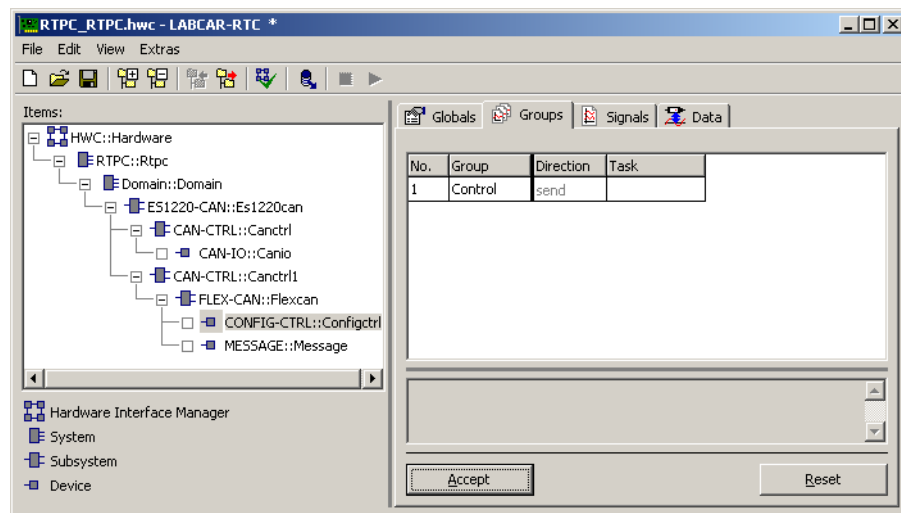 RTPC_RTPC.hwc - LABCAR-RTC *
File Edit View Extras
Items:
HWC::Hardware
RTPC::Rtpc
Domain::Domain
ES1220-CAN::Es1220can
CAN-CTRL::Canctrl
CAN-IO::Canio
CAN-CTRL::Canctrl1
FLEX-CAN::Flexcan
CONFIG-CTRL::Configctrl
MESSAGE::Message
Hardware Interface Manager
System
Subsystem
Device
Globals Groups Signals Data
No. Group Direction Task
1 Control send
Accept Reset